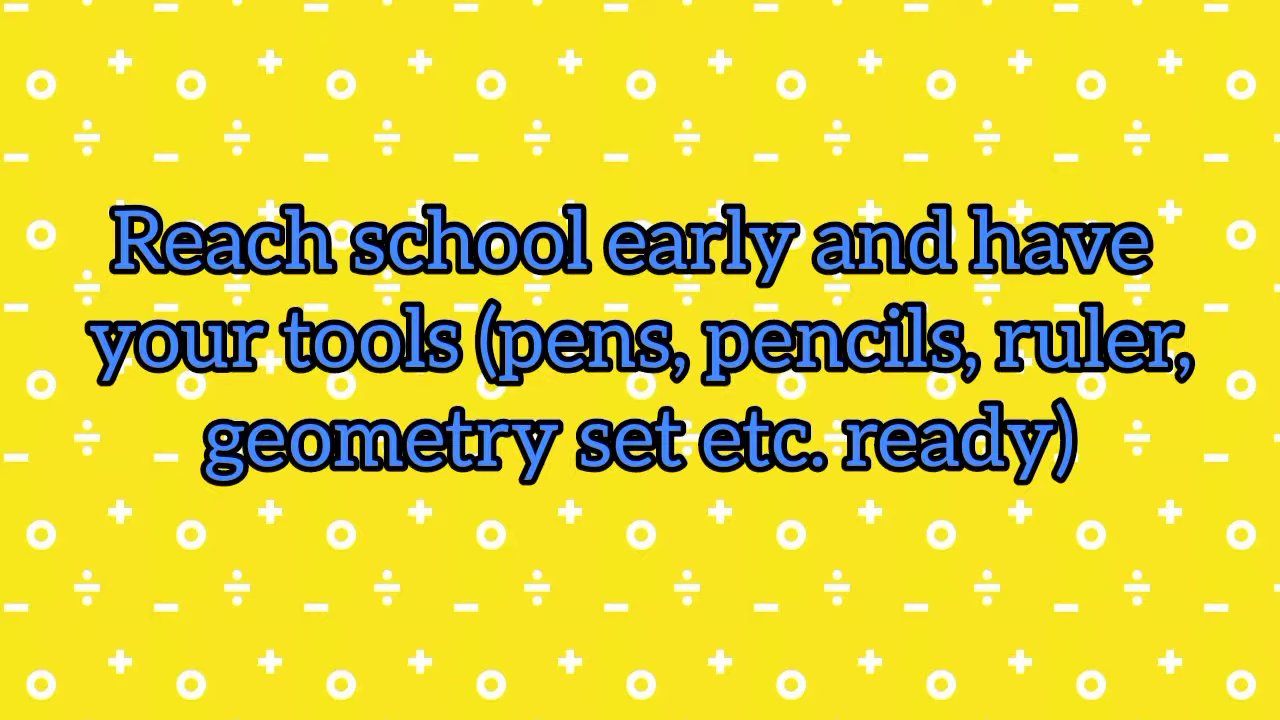 Reach school early and have
your tools (pens, pencils, ruler,
geometry set etc. ready)